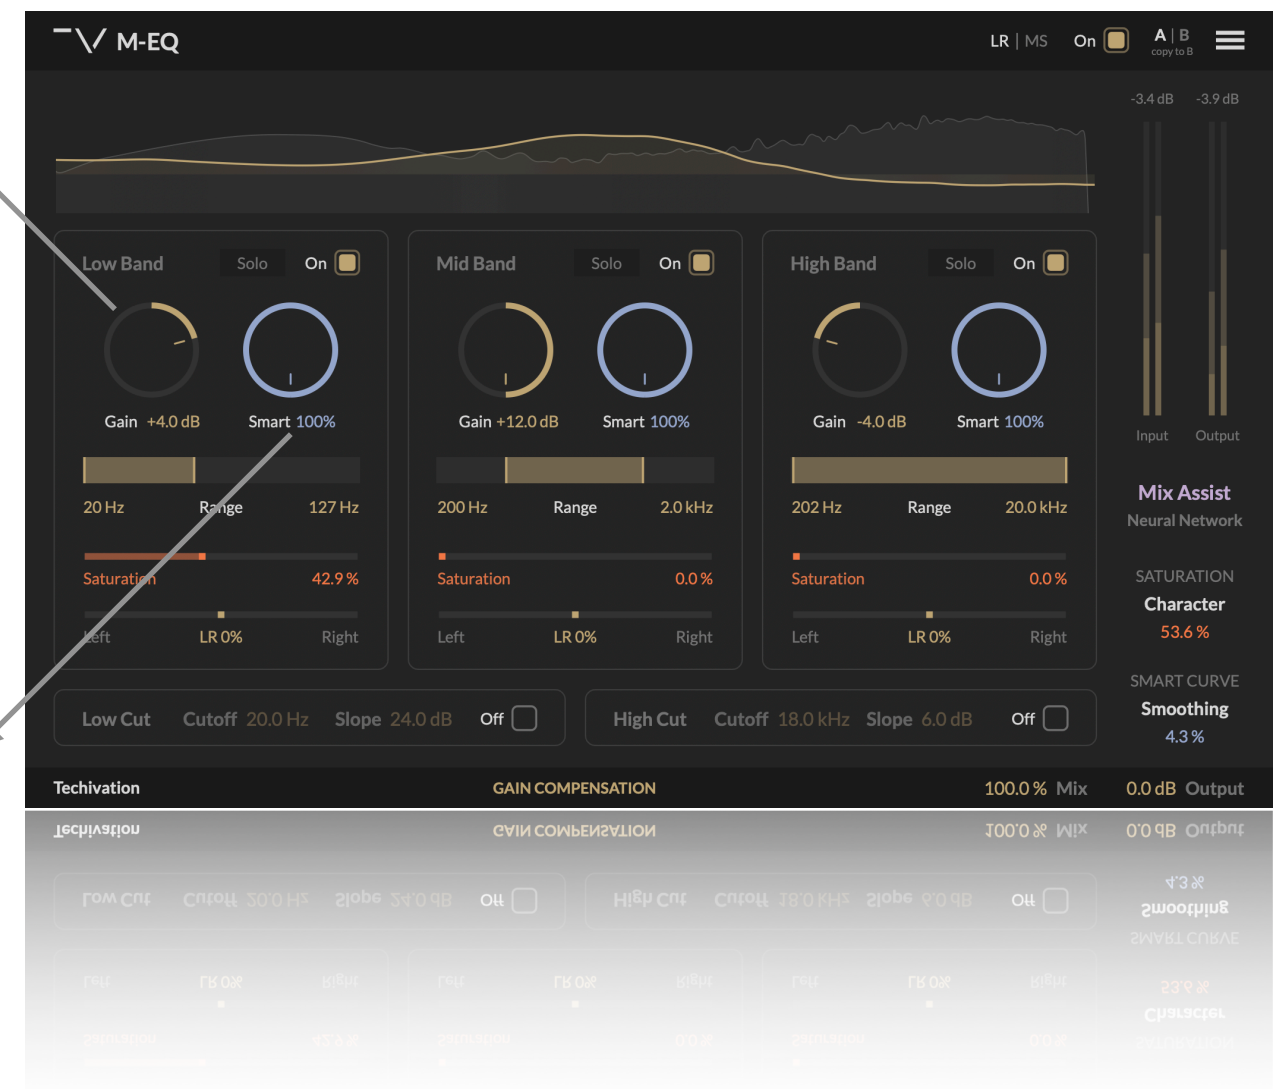 M-EQ
LR | MS On A | B
copy to B
-3.4 dB -3.9 dB
Low Band Solo On
Mid Band Solo On
High Band Solo On
Gain +4.0 dB Smart 100%
Gain +12.0 dB Smart 100%
Gain -4.0 dB Smart 100%
Input Output
20 Hz Range 127 Hz
200 Hz Range 2.0 kHz
202 Hz Range 20.0 kHz
Mix Assist
Neural Network
Saturation 42.9 %
Saturation 0.0 %
Saturation 0.0 %
SATURATION
Character
53.6 %
Left LR 0% Right
Left LR 0% Right
Left LR 0% Right
SMART CURVE
Smoothing
4.3 %
Low Cut Cutoff 20.0 Hz Slope 24.0 dB Off
High Cut Cutoff 18.0 kHz Slope 6.0 dB Off
Techivation GAIN COMPENSATION 100.0 % Mix 0.0 dB Output